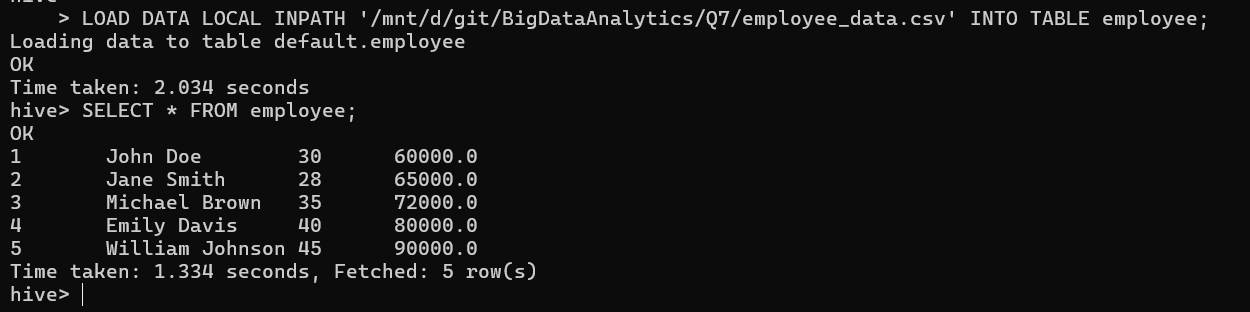 > LOAD DATA LOCAL INPATH '/mnt/d/git/BigDataAnalytics/Q7/employee_data.csv' INTO TABLE employee;
Loading data to table default.employee
OK
Time taken: 2.034 seconds
hive> SELECT * FROM employee;
OK
1       John Doe        30      60000.0
2       Jane Smith      28      65000.0
3       Michael Brown   35      72000.0
4       Emily Davis     40      80000.0
5       William Johnson 45      90000.0
Time taken: 1.334 seconds, Fetched: 5 row(s)
hive>